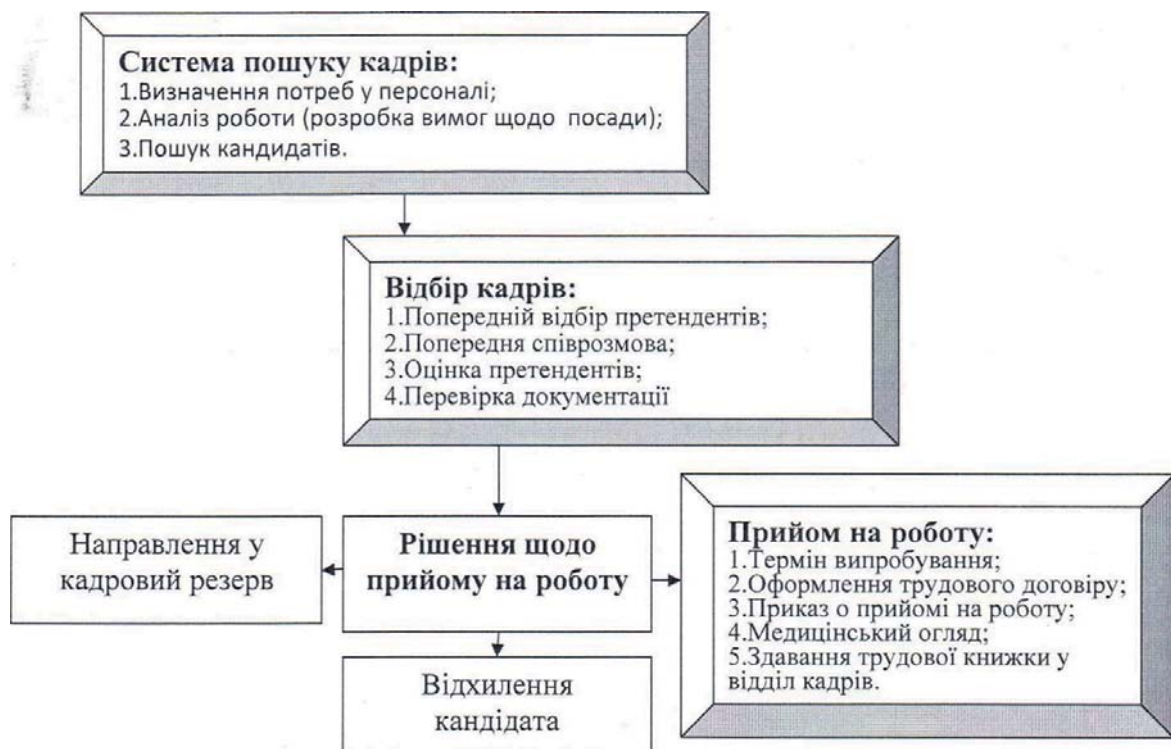 Система пошуку кадрів:
1.Визначення потреб у персоналі;
2.Аналіз роботи (розробка вимог щодо посади);
3.Пошук кандидатів.
Відбір кадрів:
1.Попередній відбір претендентів;
2.Попередня співрозмова;
3.Оцінка претендентів;
4.Перевірка документації
Направлення у
кадровий резерв
Рішення щодо
прийому на роботу
Прийом на роботу:
1.Термін випробування;
2.Оформлення трудового договіру;
3.Приказ о прийомі на роботу;
4.Медицінський огляд;
5.Здавання трудової книжки у
відділ кадрів.
Відхилення
кандідата